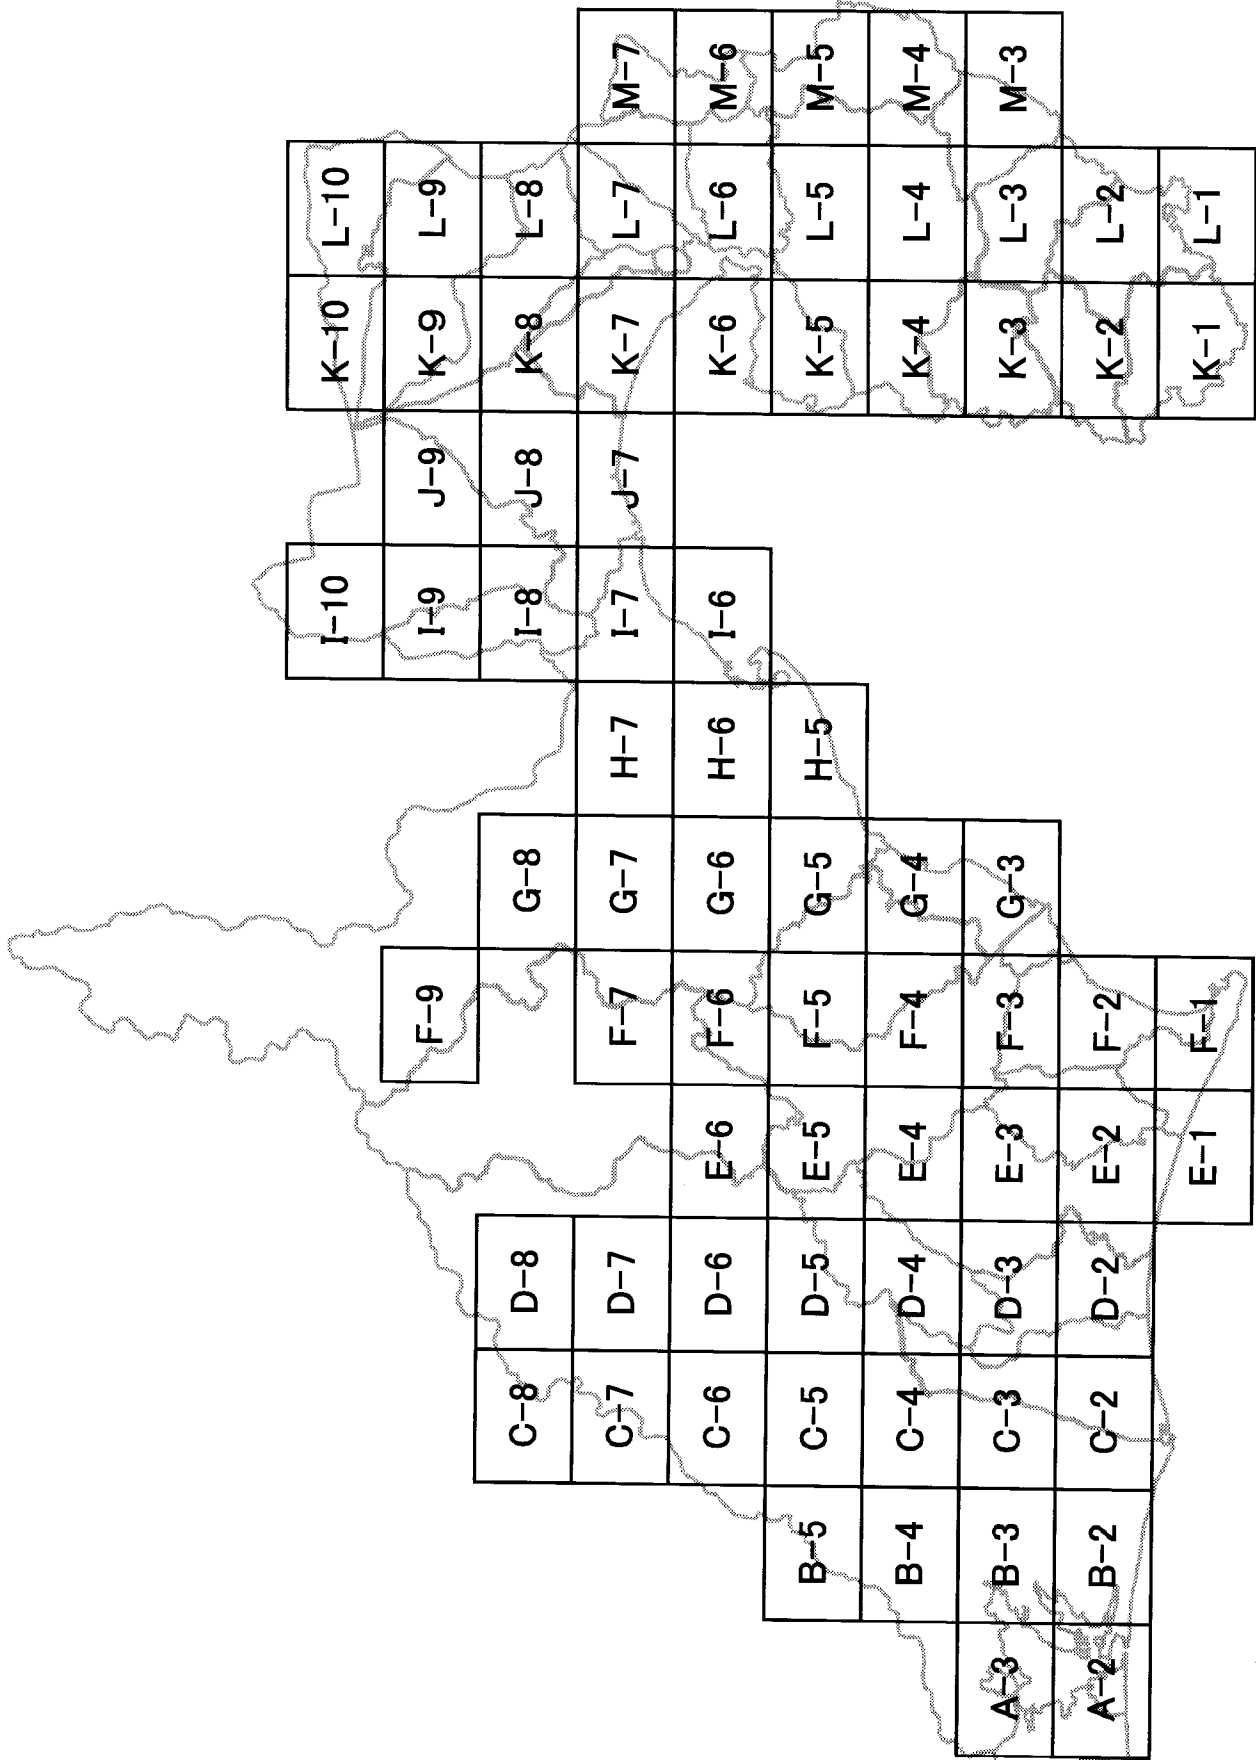 I-10 K-10 L-10
F-9 I-9 J-9 K-9 L-9
C-8 D-8 G-8 I-8 J-8 K-8 L-8
C-7 D-7 F-7 G-7 H-7 I-7 J-7 K-7 L-7 M-7
C-6 D-6 E-6 F-6 G-6 H-6 I-6 K-6 L-6 M-6
B-5 C-5 D-5 E-5 F-5 G-5 H-5 K-5 L-5 M-5
B-4 C-4 D-4 E-4 F-4 G-4 K-4 L-4 M-4
A-3 B-3 C-3 D-3 E-3 F-3 G-3 K-3 L-3 M-3
A-2 B-2 C-2 D-2 E-2 F-2 K-2 L-2
E-1 F-1 K-1 L-1